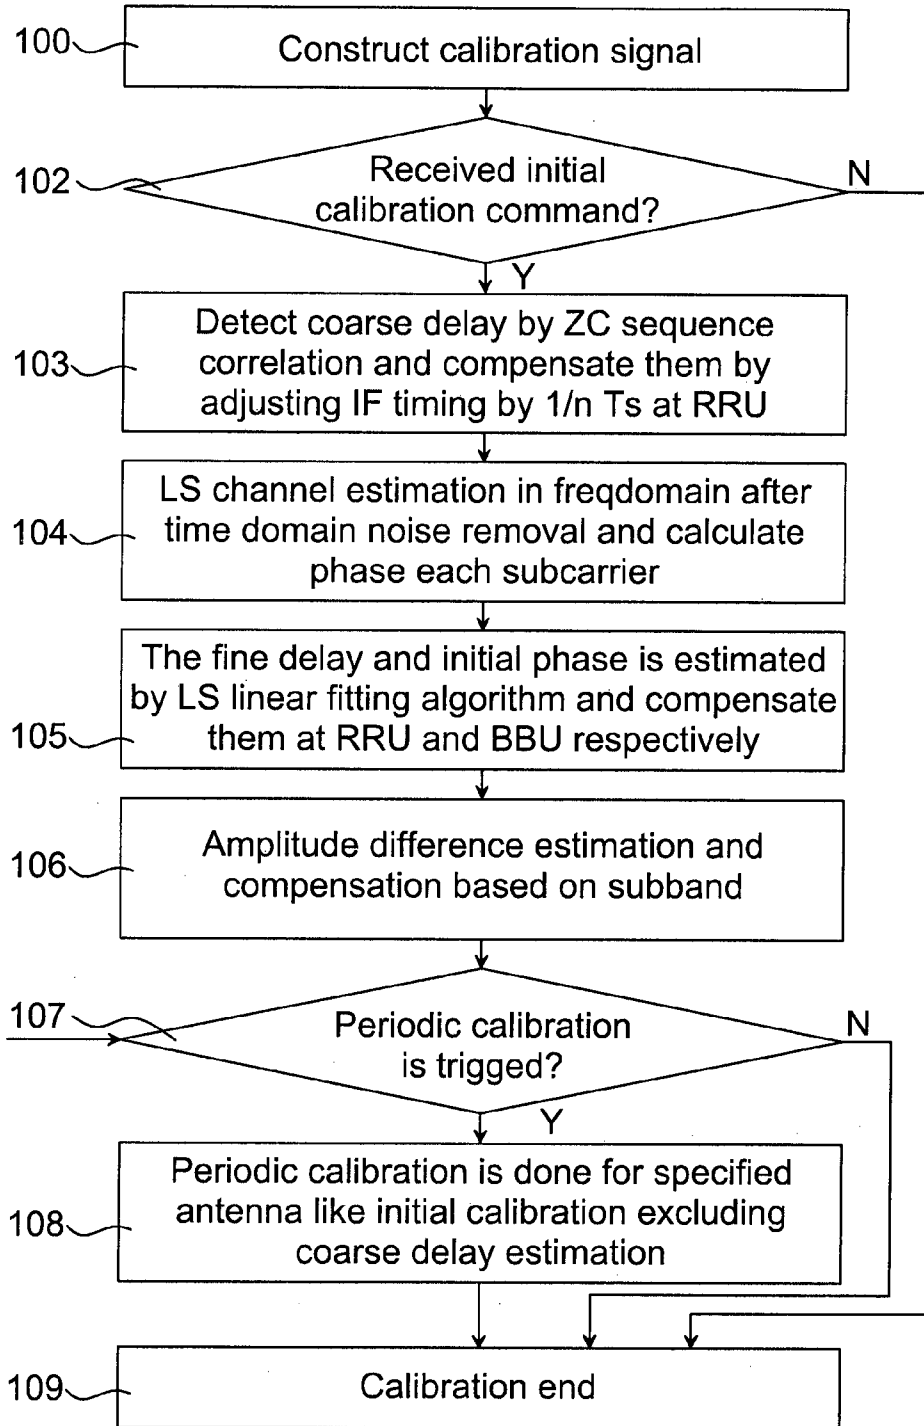 100
Construct calibration signal
102
Received initial
calibration command?
N
Y
103
Detect coarse delay by ZC sequence
correlation and compensate them by
adjusting IF timing by 1/n Ts at RRU
104
LS channel estimation in freqdomain after
time domain noise removal and calculate
phase each subcarrier
105
The fine delay and initial phase is estimated
by LS linear fitting algorithm and compensate
them at RRU and BBU respectively
106
Amplitude difference estimation and
compensation based on subband
107
Periodic calibration
is trigged?
N
Y
108
Periodic calibration is done for specified
antenna like initial calibration excluding
coarse delay estimation
109
Calibration end